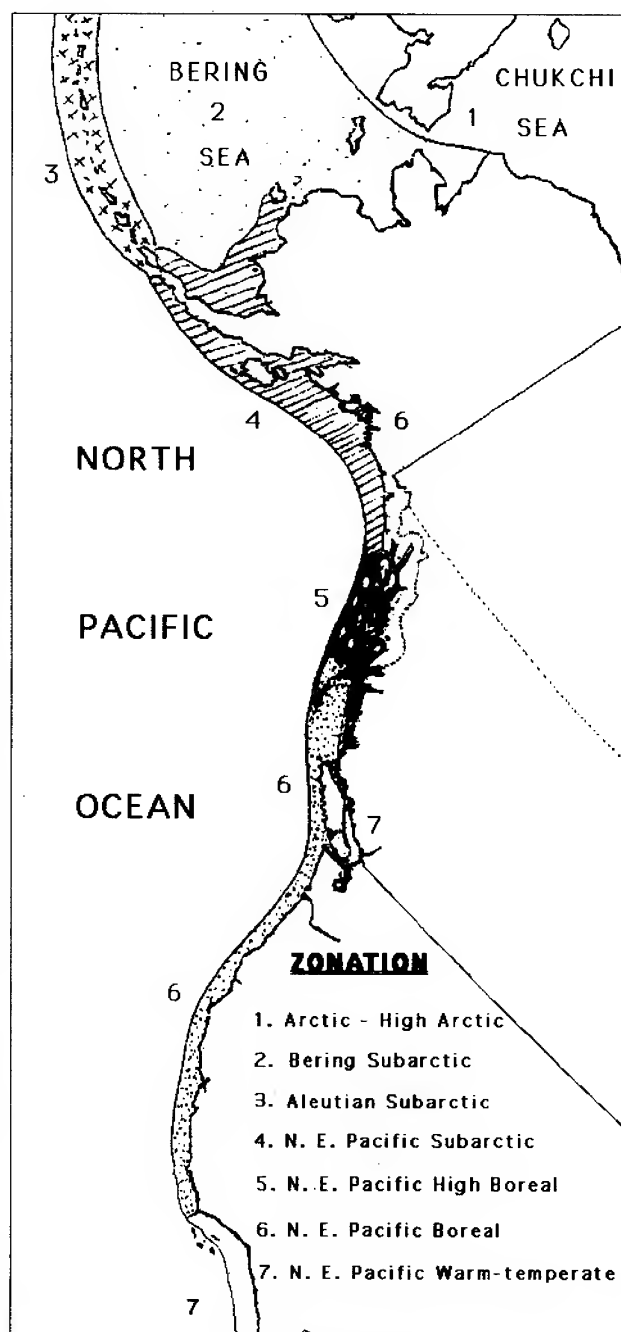 BERING
2
SEA
CHUKCHI
1
SEA
3
4
6
NORTH
5
PACIFIC
6
OCEAN
7
ZONATION
6
1. Arctic - High Arctic
2. Bering Subarctic
3. Aleutian Subarctic
4. N. E. Pacific Subarctic
5. N. E. Pacific High Boreal
6. N. E. Pacific Boreal
7. N. E. Pacific Warm-temperate
7